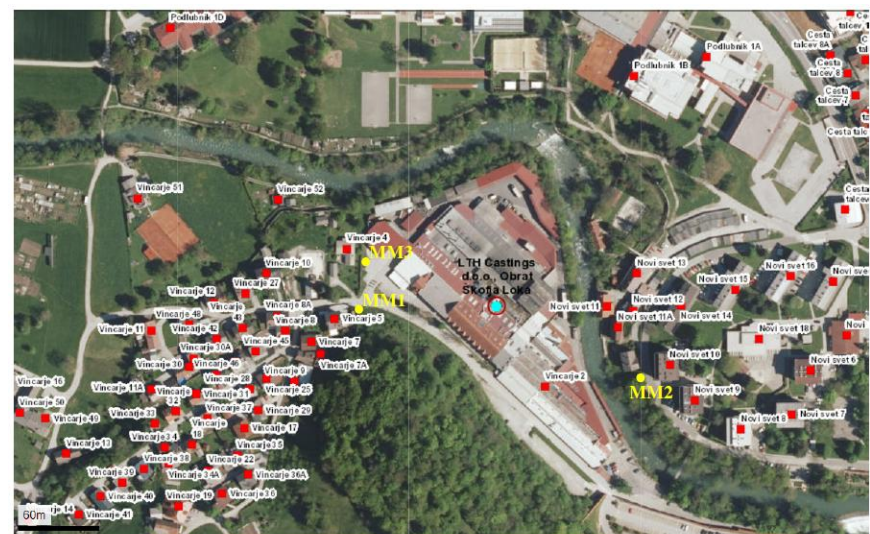 Podlubnik 1D
Podlubnik 1A
Podlubnik 1B
Cesta
talcev 8A
Cesta
talcev 8
Cesta
talcev 7
Cesta talc
Vincarje 51
Vincarje 52
Cesta
talcev
Vincarje 4
MM3
LTH Castings
d.o.o., Obrat
Škofja Loka
Vincarje 10
Novi svet 13
Novi svet 16
Novi svet 15
Novi sve
Vincarje 12
Vincarje
27
MM1
Vincarje 8A
Novi svet 11
Novi svet 12
Vincarje 48
Vincarje
43
Vincarje 8
Vincarje 5
Novi svet 11A
Novi svet 14
Vincarje 11
Vincarje 42
Novi svet 18
Novi
Vincarje
30A
Vincarje 45
Vincarje 7
Vincarje 7A
Vincarje 30
Vincarje 46
Novi svet 10
Novi svet 6
Vincarje 16
Vincarje 28
Vincarje 9
Vincarje 2
MM2
Vincarje 11A
Vincarje 31
Vincarje 25
Vincarje 50
Vincarje
32
Vincarje 37
Vincarje 29
Novi svet 9
Vincarje 49
Vincarje 33
Vincarje
18
Vincarje 17
Novi svet 8
Novi svet 7
Vincarje 13
Vincarje 34
Vincarje 35
Vincarje 38
Vincarje 22
Vincarje 39
Vincarje 34A
Vincarje 36A
Vincarje 40
Vincarje 19
Vincarje 36
Vincarje 14
Vincarje 41
60m